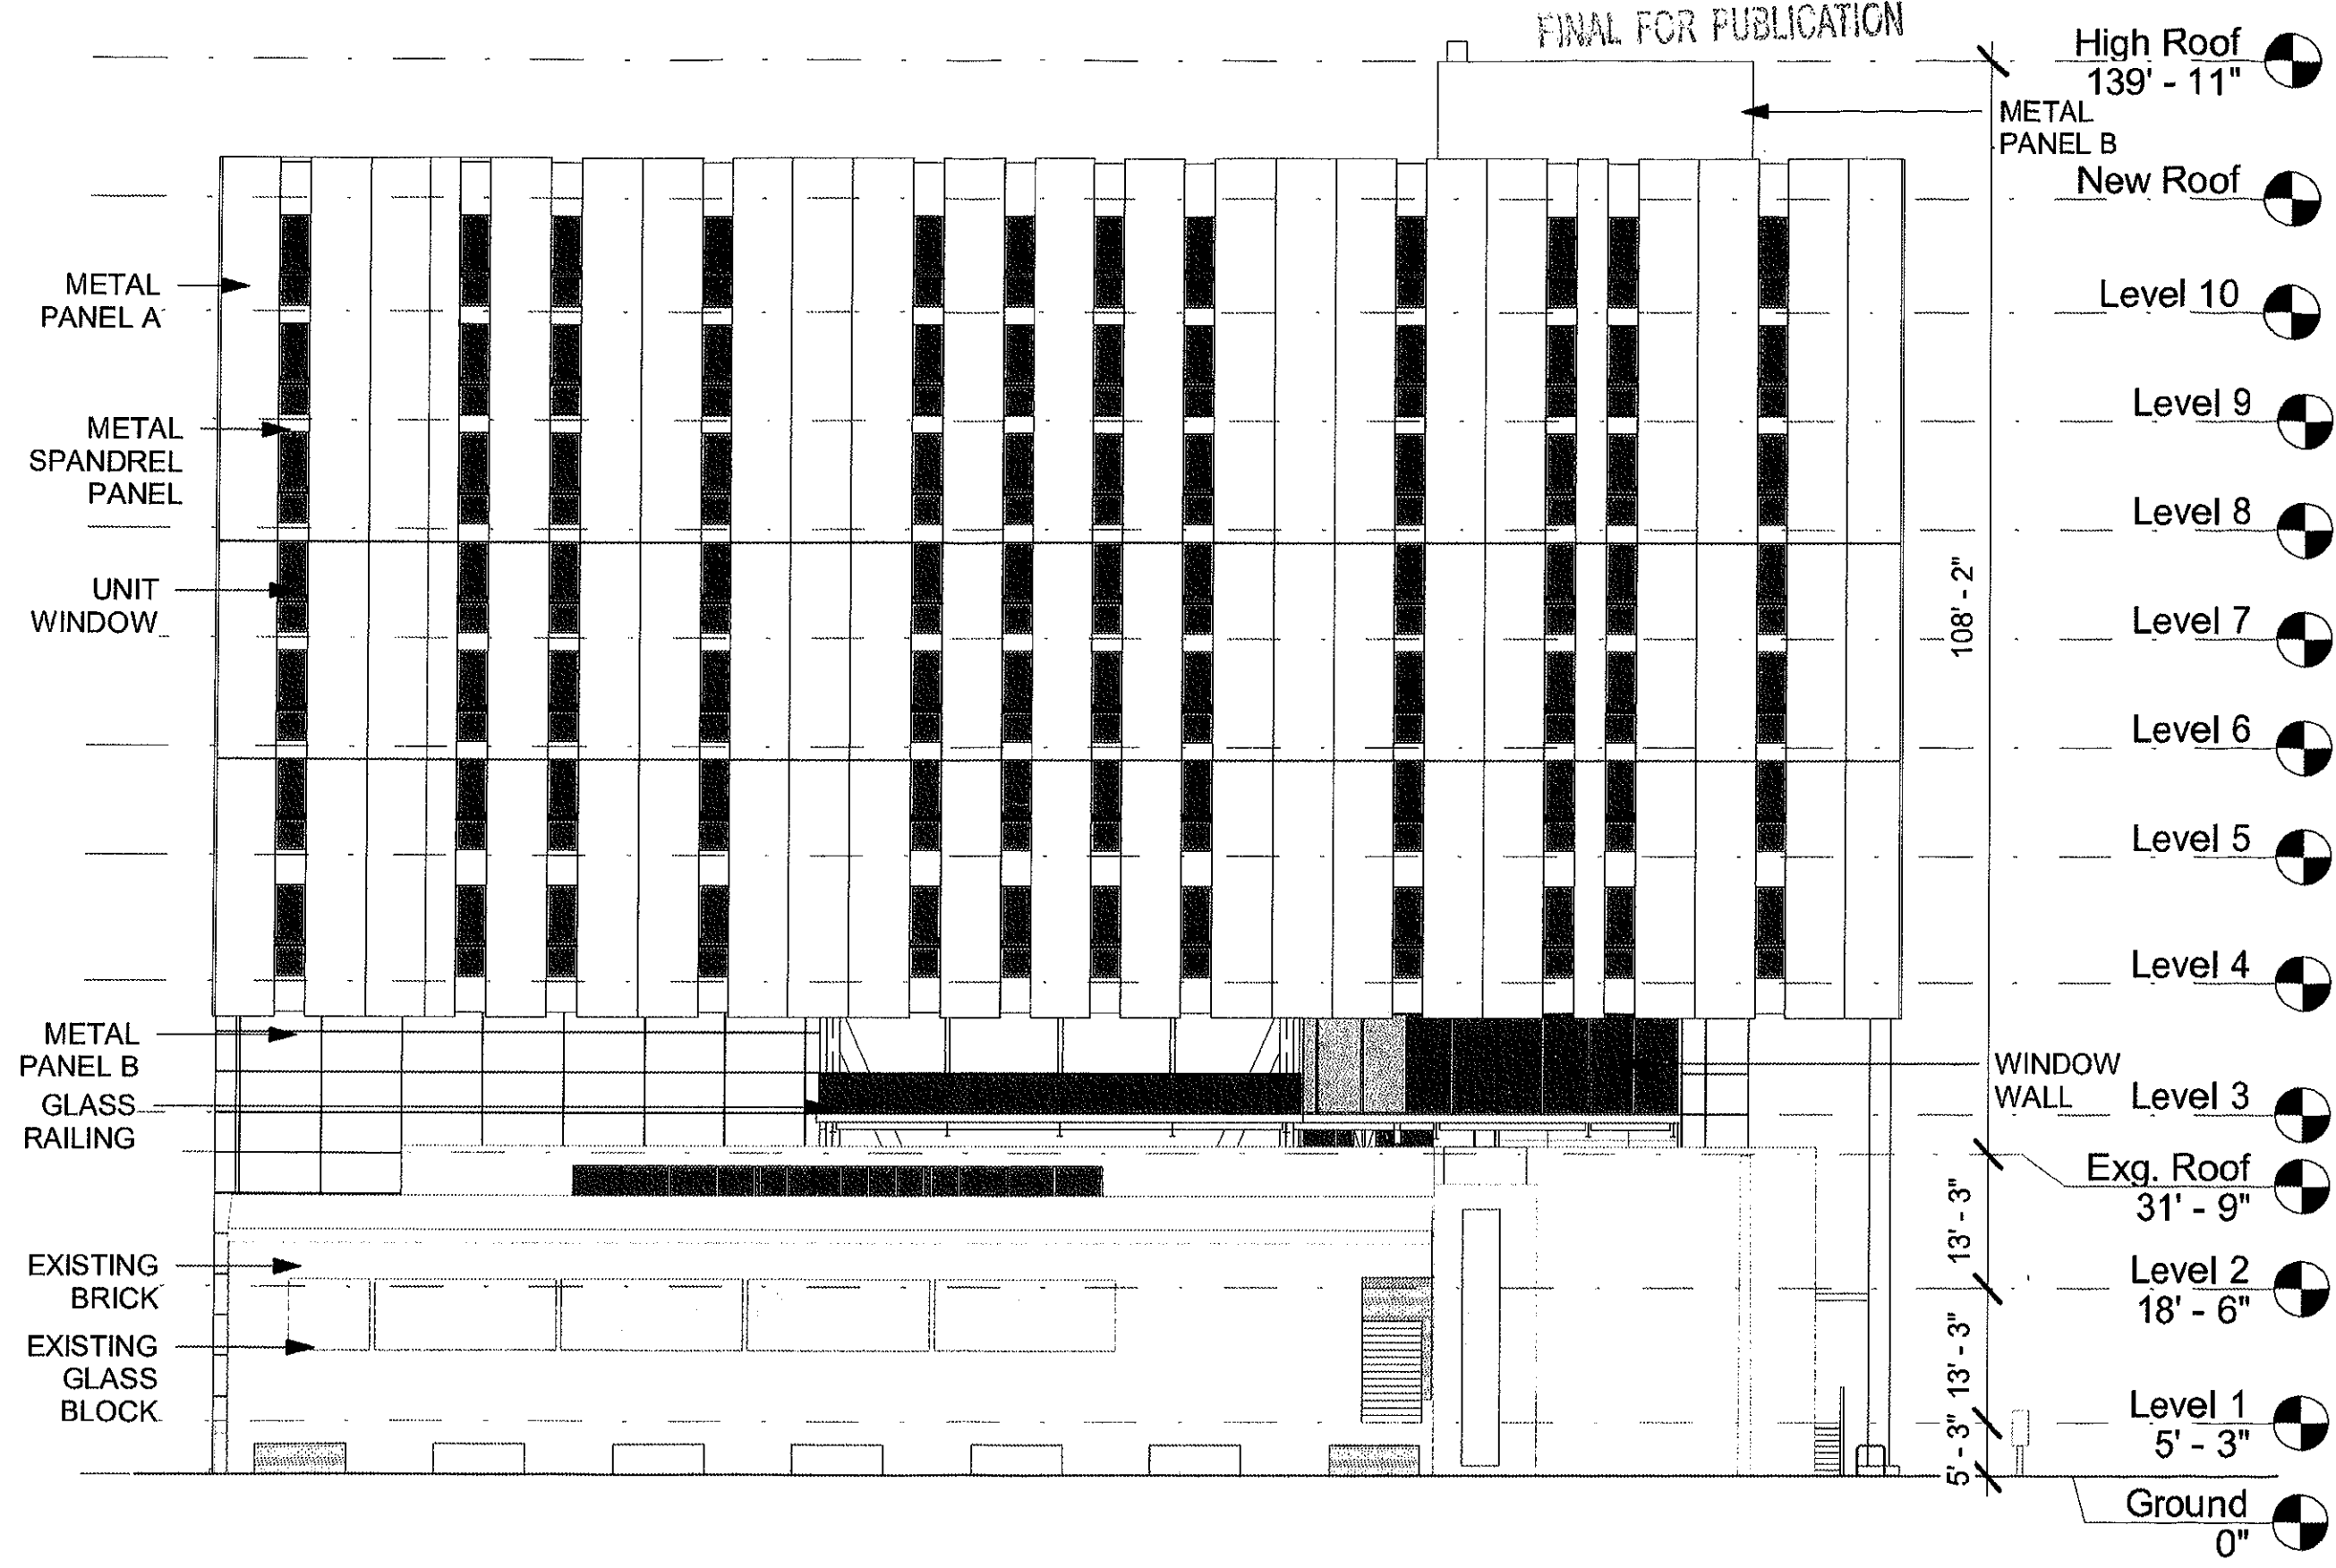 FINAL FOR PUBLICATION
High Roof
139' - 11"
METAL
PANEL B
New Roof
METAL
PANEL A
Level 10
METAL
SPANDREL
PANEL
Level 9
Level 8
UNIT
WINDOW
108' - 2"
Level 7
Level 6
Level 5
Level 4
METAL
PANEL B
WINDOW
WALL
GLASS
RAILING
Level 3
Exg. Roof
31' - 9"
13' - 3"
EXISTING
BRICK
Level 2
18' - 6"
EXISTING
GLASS
BLOCK
13' - 3"
Level 1
5' - 3"
5' - 3"
Ground
0"